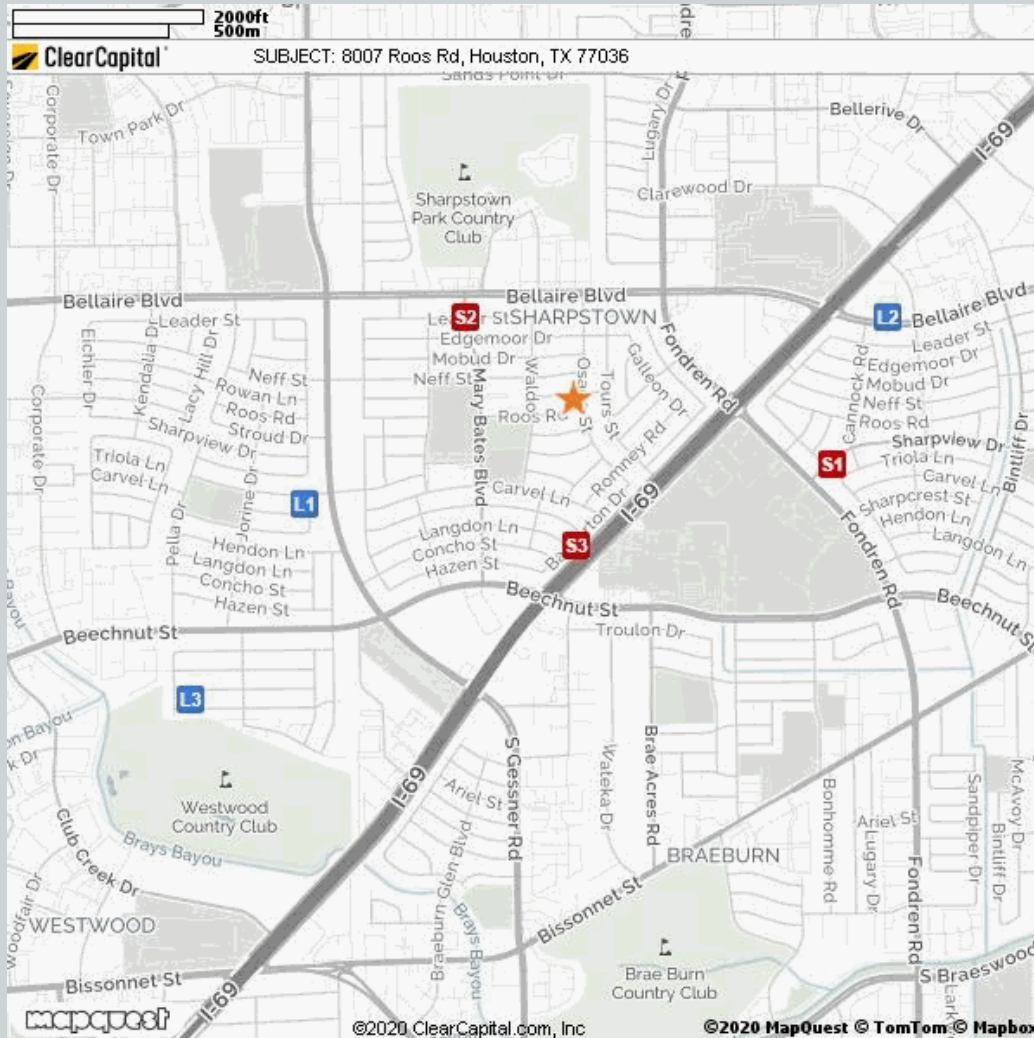 2000ft
500m
ClearCapital
SUBJECT: 8007 Roos Rd, Houston, TX 77036
Sands Point Dr
Corporate Dr
Town Park Dr
Lugary Dr
Bellerive Dr
I-69
Clarewood Dr
Sharpstown
Park Country
Club
Bellaire Blvd
Bellaire Blvd
Bellaire Blvd
S2
L2
SHARPSTOWN
Leader St
Leader St
Edgemoor Dr
Edgemoor Dr
Mobud Dr
Mobud Dr
Neff St
Neff St
Neff St
Eichler Dr
Kendalia Dr
Lacy Hill Dr
Rowan Ln
Roos Rd
Stroud Dr
Sharpview Dr
Mary Bates Blvd
Tours St
Galleon Dr
Fondren Rd
Cannock Rd
Roos Rd
Sharpview Dr
Bintliff Dr
Corporate Dr
Triola Ln
Carvel Ln
Romney Rd
S1
Triola Ln
Carvel Ln
Sharpcrest St
Hendon Ln
Langdon Ln
L1
Jorine Dr
Pella Dr
Carvel Ln
I-69
Hendon Ln
Langdon Ln
Concho St
Hazen St
Langdon Ln
Concho St
Hazen St
S3
Fondren Rd
Beechnut St
Beechnut St
Beechnut St
Troulon Dr
L3
Westwood
Country Club
Brays Bayou
Club Creek Dr
I-69
S Gessner Rd
Ariel St
Braeburn Glen Blvd
Brays Bayou
Wateka Dr
Brae Acres Rd
BRAEBURN
Bonhomme Rd
Ariel St
Lugary Dr
Fondren Rd
Sandpiper Dr
McAvoy Dr
Bintliff Dr
WESTWOOD
Bissonnet St
Bissonnet St
I-69
Brae Burn
Country Club
S Braeswood
mapquest
©2020 ClearCapital.com, Inc
©2020 MapQuest © TomTom © Mapbox